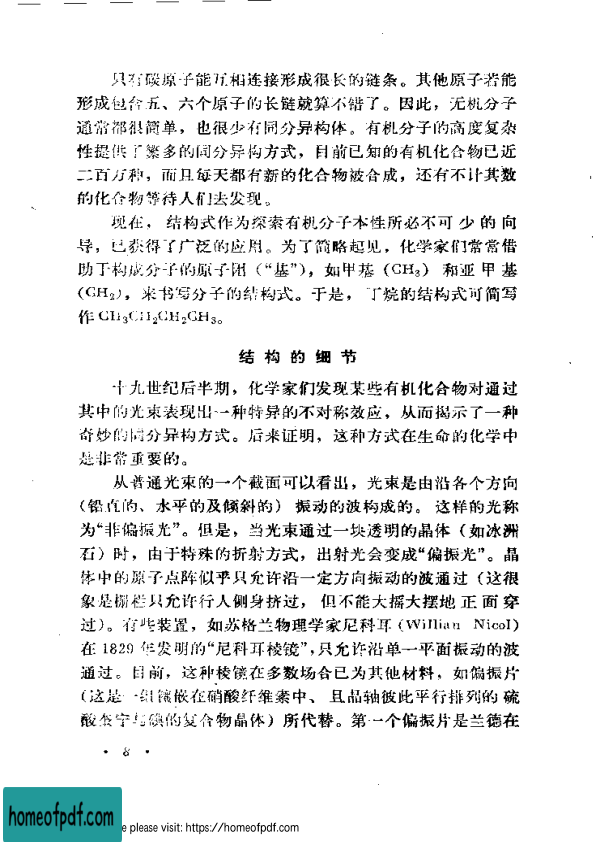 只有碳原子能互相连接形成很长的链条。其他原子若能
形成包含五、六个原子的长链就算不错了。因此，无机分子
通常都很简单，也很少有同分异构体。有机分子的高度复杂
性提供了繁多的同分异构方式，目前已知的有机化合物已近
二百万种，而且每天都有新的化合物被合成，还有不计其数
的化合物等待人们去发现。
现在，结构式作为探索有机分子本性所必不可少的向
导，已获得了广泛的应用。为了简略起见，化学家们常常借
助于构成分子的原子团（“基”），如甲基（CH₃）和亚甲基
（CH₂），来书写分子的结构式。于是，丁烷的结构式可简写
作CH₃CH₂CH₂CH₃。
结构的细节
十九世纪后半期，化学家们发现某些有机化合物对通过
其中的光束表现出一种特异的不对称效应，从而揭示了一种
奇妙的同分异构方式。后来证明，这种方式在生命的化学中
是非常重要的。
从普通光束的一个截面可以看出，光束是由沿各个方向
（铅直的、水平的及倾斜的）振动的波构成的。这样的光称
为“非偏振光”。但是，当光束通过一块透明的晶体（如冰洲
石）时，由于特殊的折射方式，出射光会变成“偏振光”。晶
体中的原子点阵似乎只允许沿一定方向振动的波通过（这很
象是栅栏只允许行人侧身挤过，但不能大摇大摆地正面穿
过）。有些装置，如苏格兰物理学家尼科耳（Willian Nicol）
在1829年发明的“尼科耳棱镜”，只允许沿单一平面振动的波
通过。目前，这种棱镜在多数场合已为其他材料，如偏振片
（这是一组镶嵌在硝酸纤维素中、且晶轴彼此平行排列的硫
酸奎宁与碘的复合物晶体）所代替。第一个偏振片是兰德在
· 8 ·
homeofpdf.com
e please visit: https://homeofpdf.com